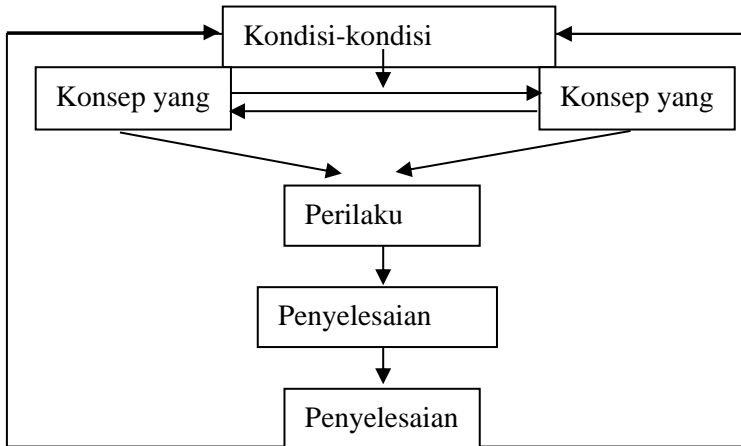 Kondisi-kondisi
Konsep yang
Konsep yang
Perilaku
Penyelesaian
Penyelesaian